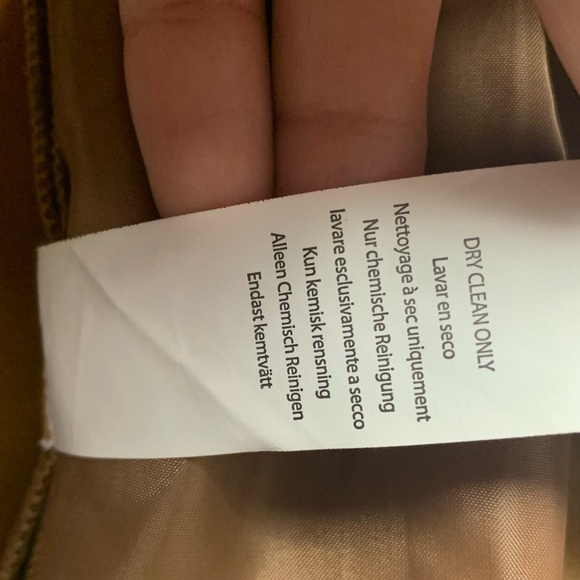 DRY CLEAN ONLY
Lavar en seco
Nettoyage à sec uniquement
Nur chemische Reinigung
lavare esclusivamente a secco
Kun kemisk rensning
Alleen Chemisch Reinigen
Endast kemtvätt